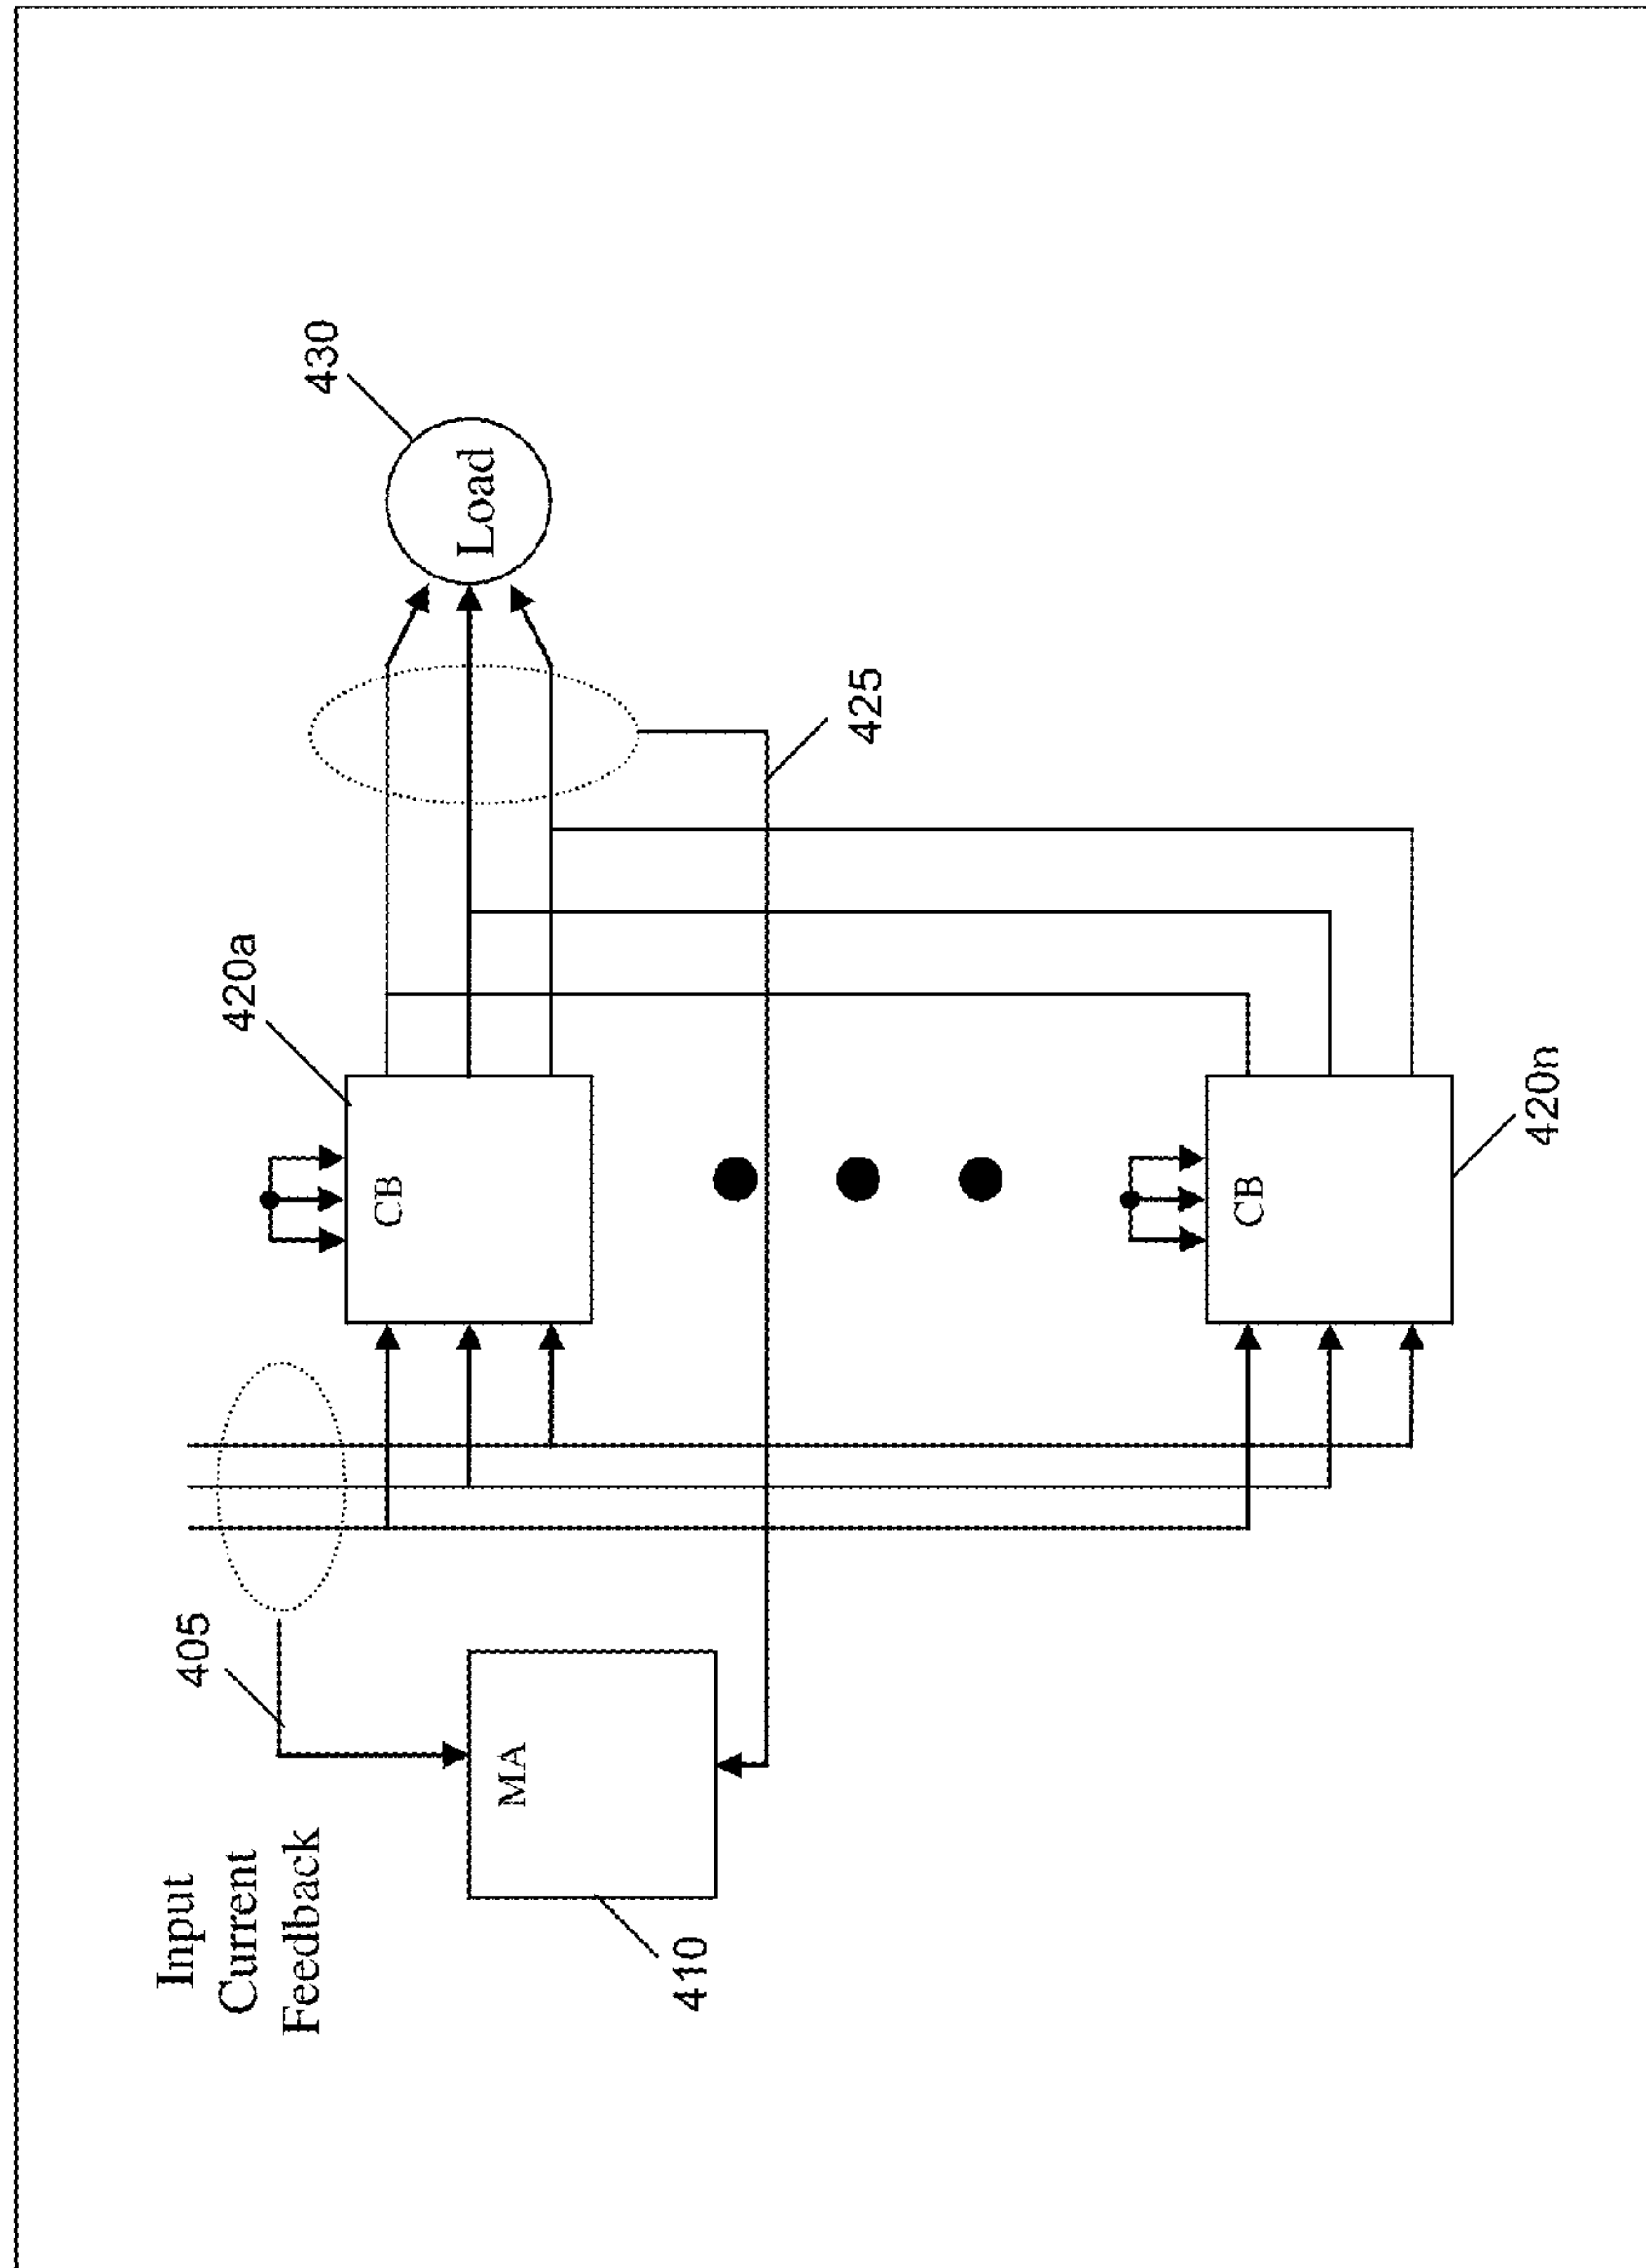 Input
Current
Feedback
405
410
MA
420a
CB
CB
420n
425
430
Load